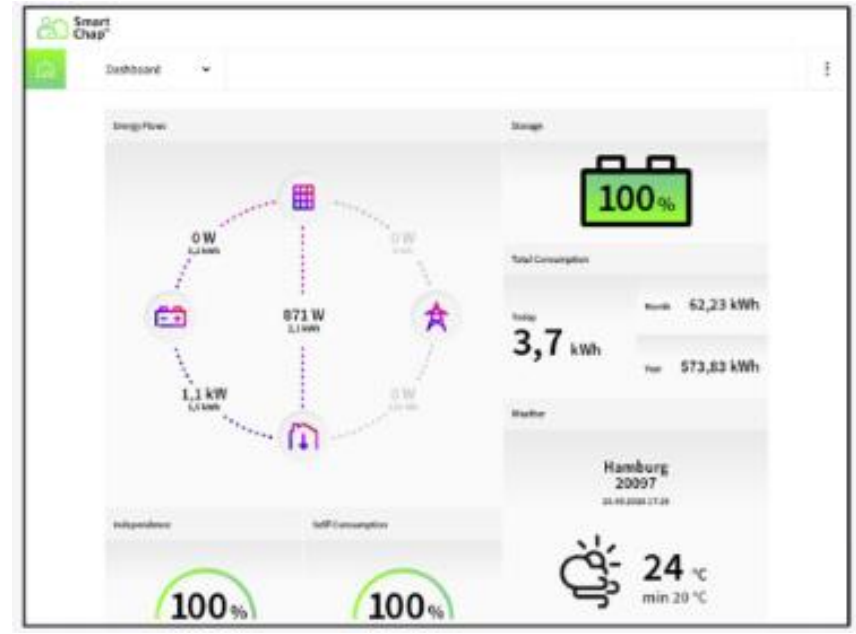 Smart
Chap
Dashboard
Energy Flows
0 W
871 W
0 W
1,1 kW
0 W
Independence
Self Consumption
100%
100%
Storage
100%
Total Consumption
Today
3,7 kWh
Month 62,23 kWh
Year 573,83 kWh
Weather
Hamburg
20097
24 °C
min 20 °C